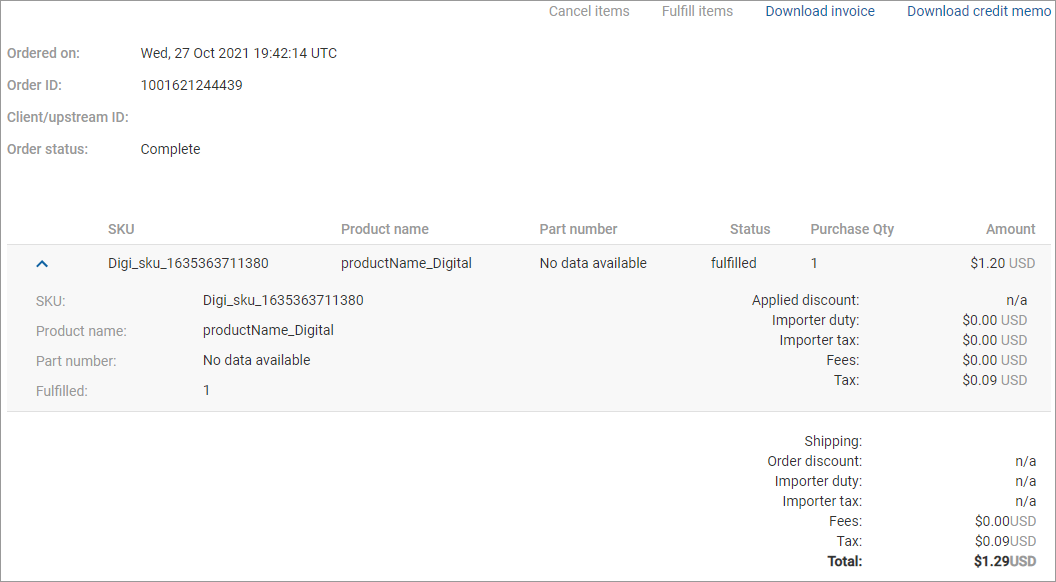 Cancel items Fulfill items Download invoice Download credit memo
Ordered on: Wed, 27 Oct 2021 19:42:14 UTC
Order ID: 1001621244439
Client/upstream ID:
Order status: Complete
SKU Product name Part number Status Purchase Qty Amount
Digi_sku_1635363711380 productName_Digital No data available fulfilled 1 $1.20 USD
SKU: Digi_sku_1635363711380
Product name: productName_Digital
Part number: No data available
Fulfilled: 1
Applied discount: n/a
Importer duty: $0.00 USD
Importer tax: $0.00 USD
Fees: $0.00 USD
Tax: $0.09 USD
Shipping:
Order discount: n/a
Importer duty: n/a
Importer tax: n/a
Fees: $0.00USD
Tax: $0.09USD
Total: $1.29USD